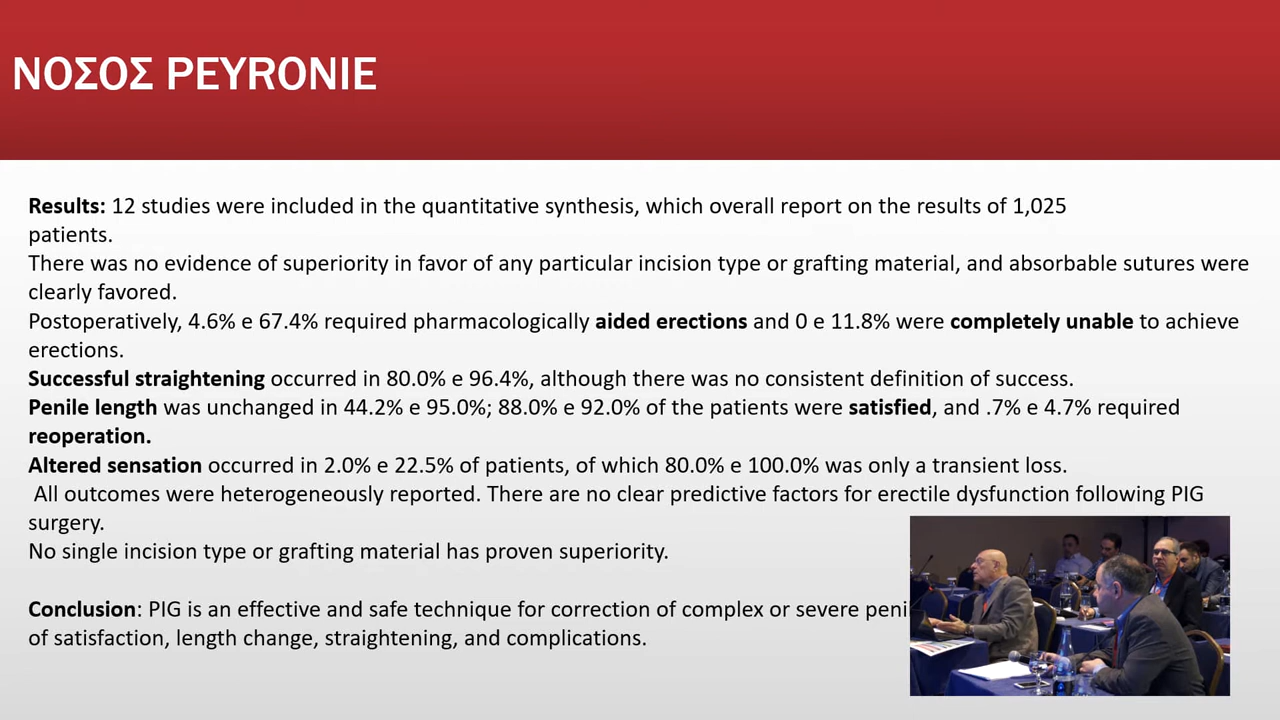 ΝΟΣΟΣ PEYRONIE
Results: 12 studies were included in the quantitative synthesis, which overall report on the results of 1,025
patients.
There was no evidence of superiority in favor of any particular incision type or grafting material, and absorbable sutures were
clearly favored.
Postoperatively, 4.6% e 67.4% required pharmacologically aided erections and 0 e 11.8% were completely unable to achieve
erections.
Successful straightening occurred in 80.0% e 96.4%, although there was no consistent definition of success.
Penile length was unchanged in 44.2% e 95.0%; 88.0% e 92.0% of the patients were satisfied, and .7% e 4.7% required
reoperation.
Altered sensation occurred in 2.0% e 22.5% of patients, of which 80.0% e 100.0% was only a transient loss.
All outcomes were heterogeneously reported. There are no clear predictive factors for erectile dysfunction following PIG
surgery.
No single incision type or grafting material has proven superiority.
Conclusion: PIG is an effective and safe technique for correction of complex or severe peni
of satisfaction, length change, straightening, and complications.